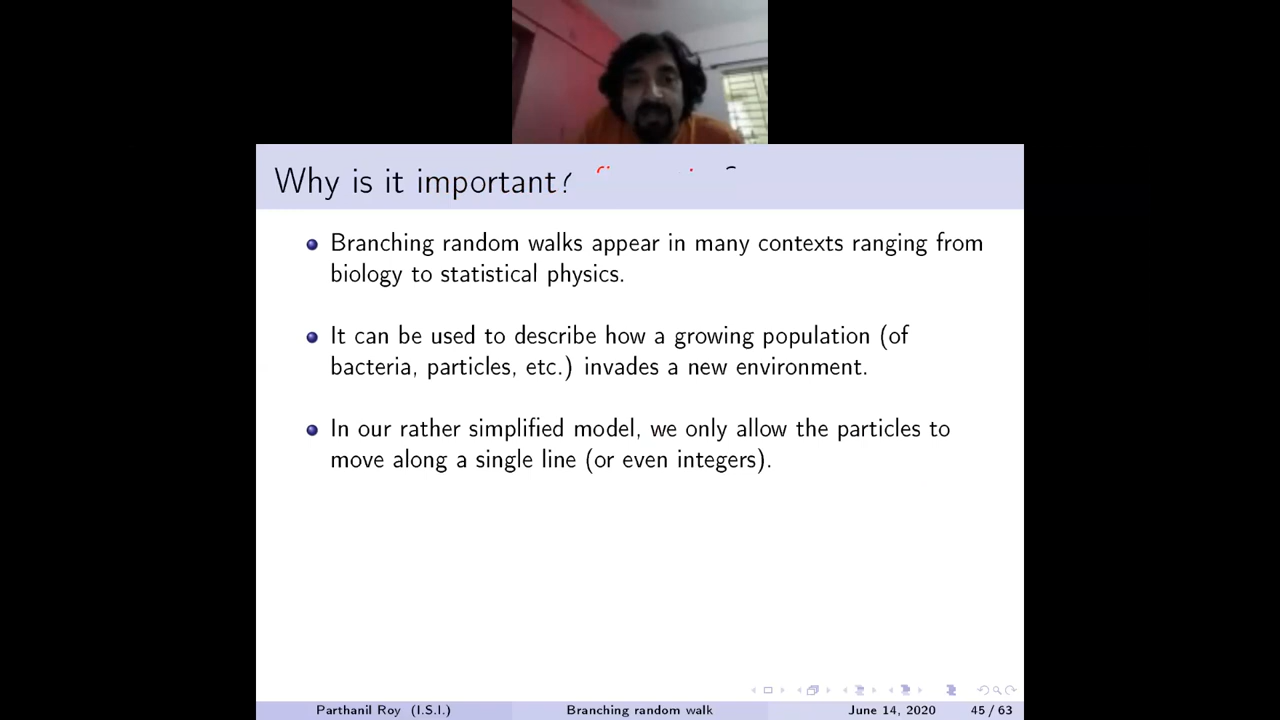 Why is it important?
Branching random walks appear in many contexts ranging from
biology to statistical physics.
It can be used to describe how a growing population (of
bacteria, particles, etc.) invades a new environment.
In our rather simplified model, we only allow the particles to
move along a single line (or even integers).
Parthanil Roy (I.S.I.) Branching random walk June 14, 2020 45 / 63